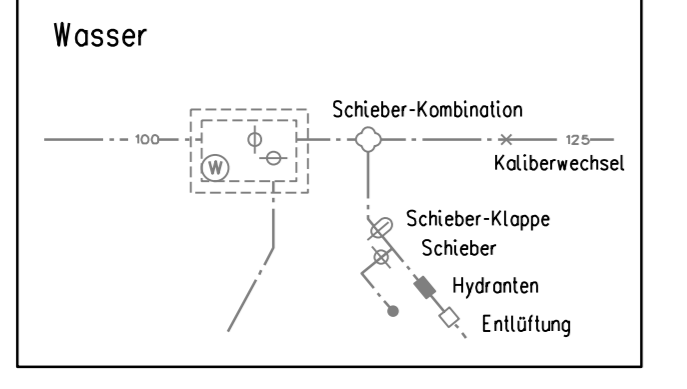 Wasser
Schieber-Kombination
100
125
W
Kaliberwechsel
Schieber-Klappe
Schieber
Hydranten
Entlüftung